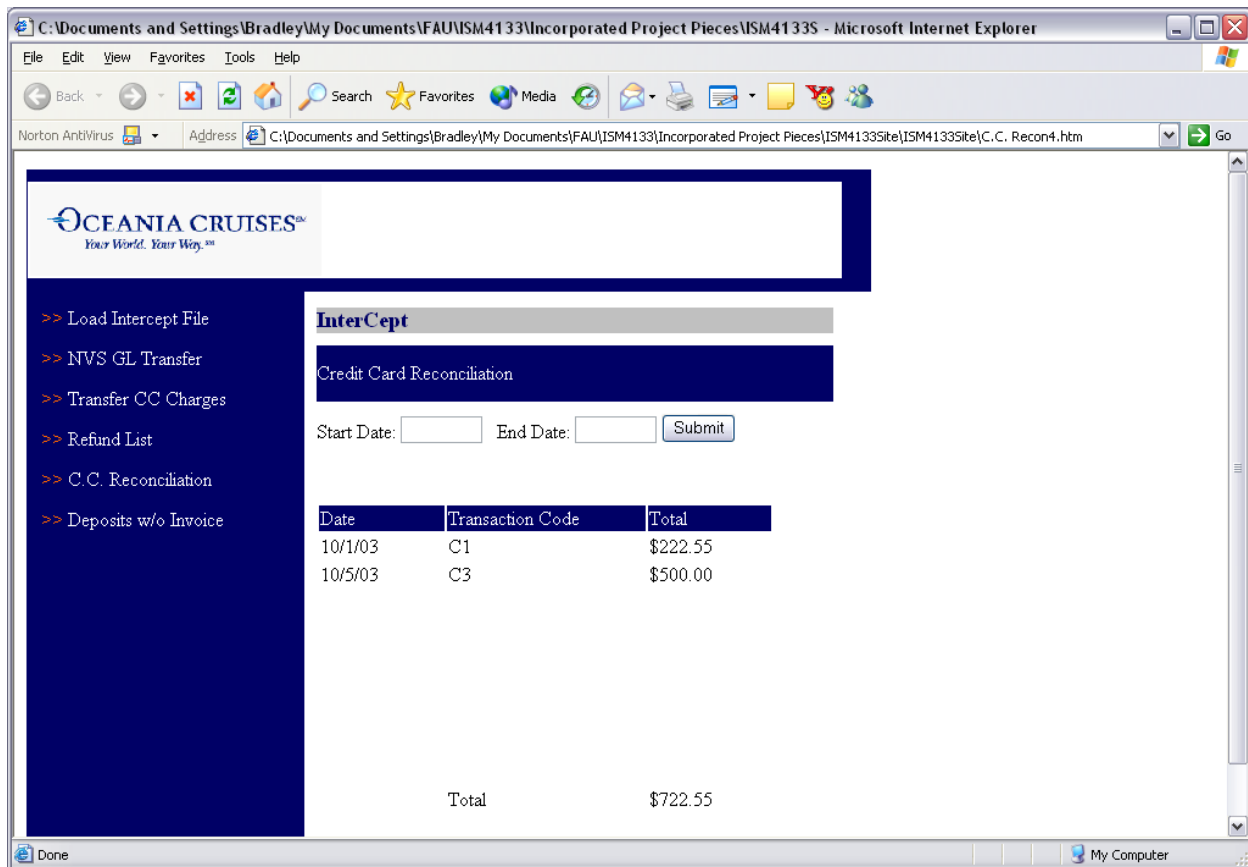 C:\Documents and Settings\Bradley\My Documents\FAU\ISM4133\Incorporated Project Pieces\ISM4133S - Microsoft Internet Explorer
File Edit View Favorites Tools Help
Back Search Favorites Media
Norton AntiVirus Address C:\Documents and Settings\Bradley\My Documents\FAU\ISM4133\Incorporated Project Pieces\ISM4133Site\ISM4133Site\C.C. Recon4.htm Go
OCEANIA CRUISES SM
Your World. Your Way. SM
>> Load Intercept File
>> NVS GL Transfer
>> Transfer CC Charges
>> Refund List
>> C.C. Reconciliation
>> Deposits w/o Invoice
InterCept
Credit Card Reconciliation
Start Date: End Date: Submit
Date Transaction Code Total
10/1/03 C1 $222.55
10/5/03 C3 $500.00
Total $722.55
Done My Computer